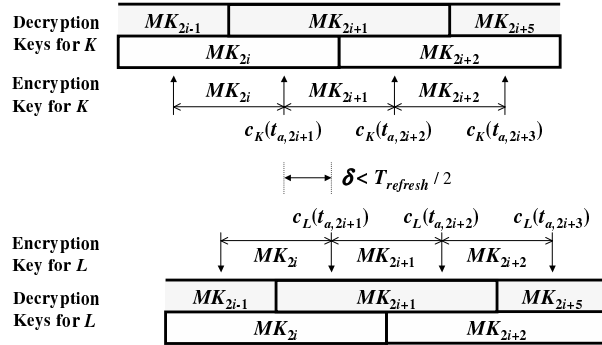 Decryption Keys for K
MK2i-1 MK2i+1 MK2i+5
MK2i MK2i+2
Encryption Key for K
MK2i MK2i+1 MK2i+2
cK(ta,2i+1) cK(ta,2i+2) cK(ta,2i+3)
δ < Trefresh / 2
cL(ta,2i+1) cL(ta,2i+2) cL(ta,2i+3)
Encryption Key for L
MK2i MK2i+1 MK2i+2
Decryption Keys for L
MK2i-1 MK2i+1 MK2i+5
MK2i MK2i+2